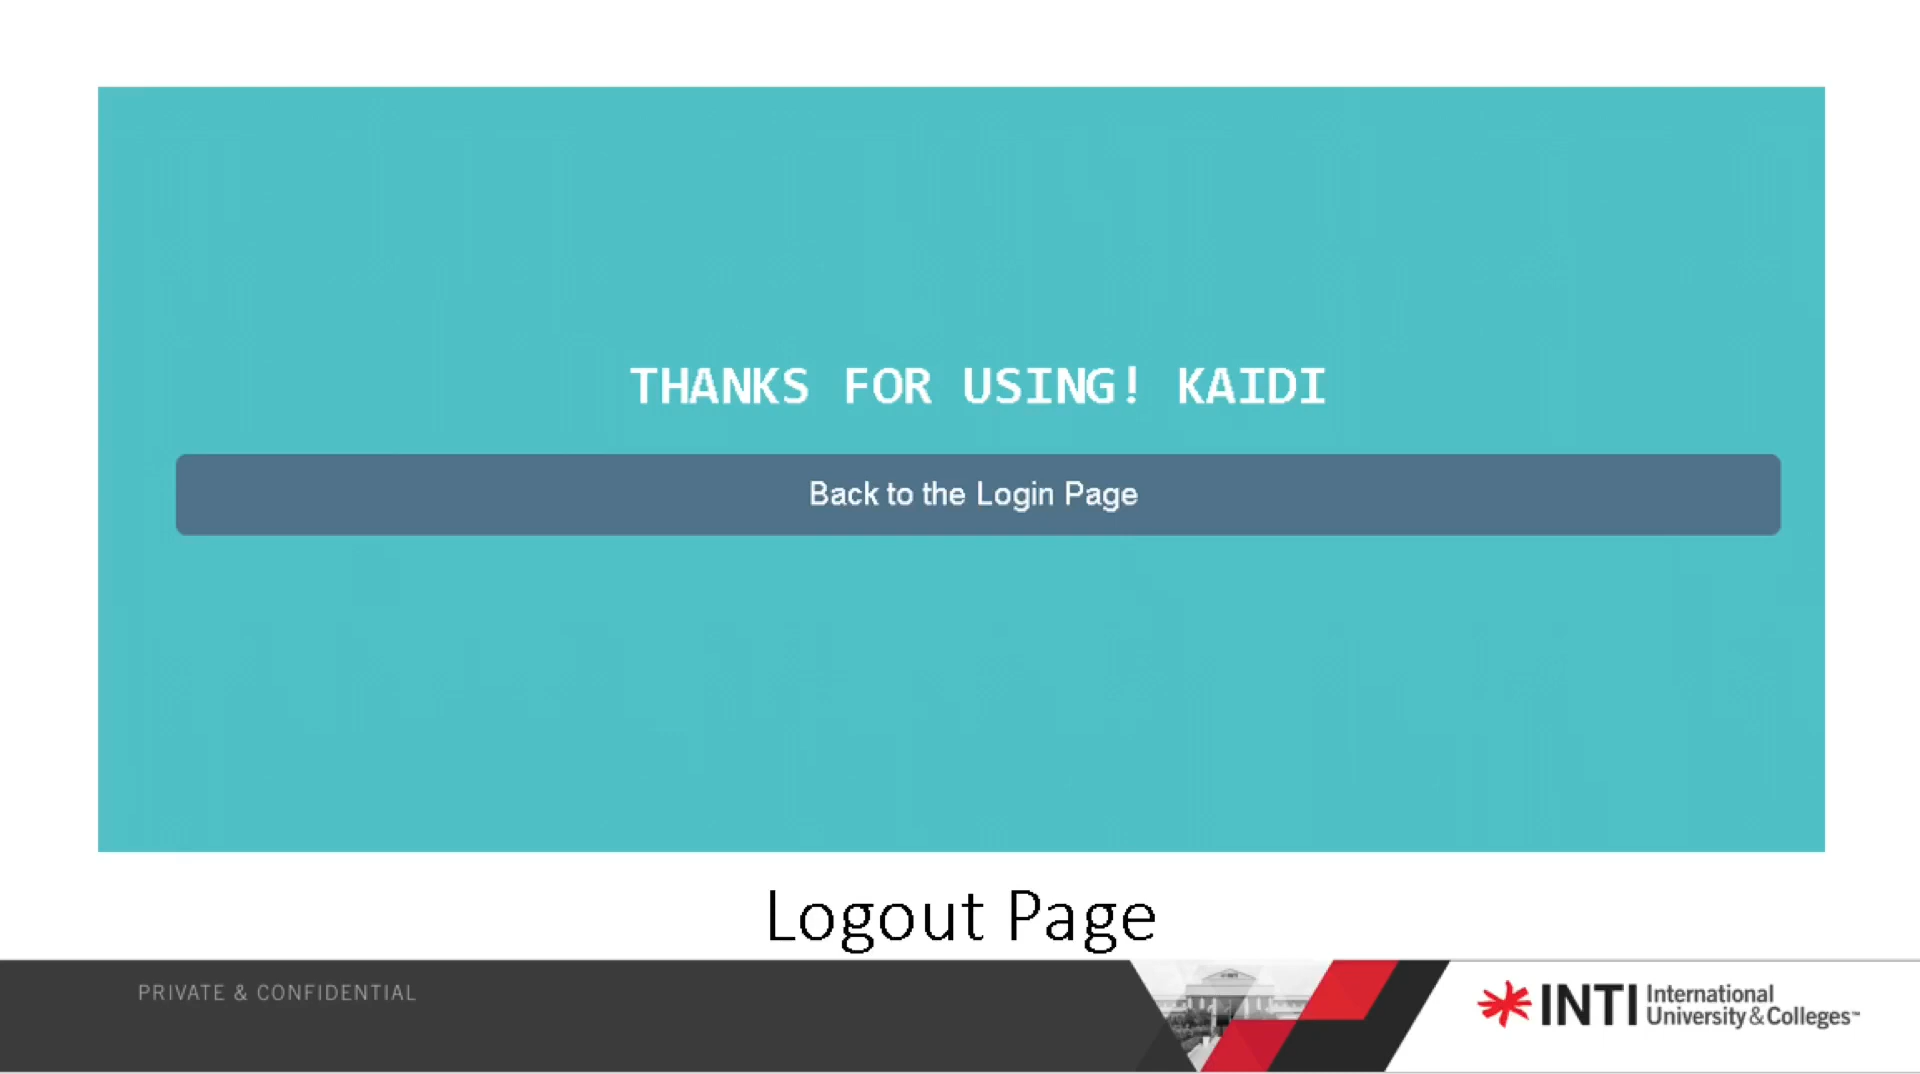 THANKS FOR USING! KAIDI
Back to the Login Page
Logout Page
PRIVATE & CONFIDENTIAL
INTI International
University & Colleges™